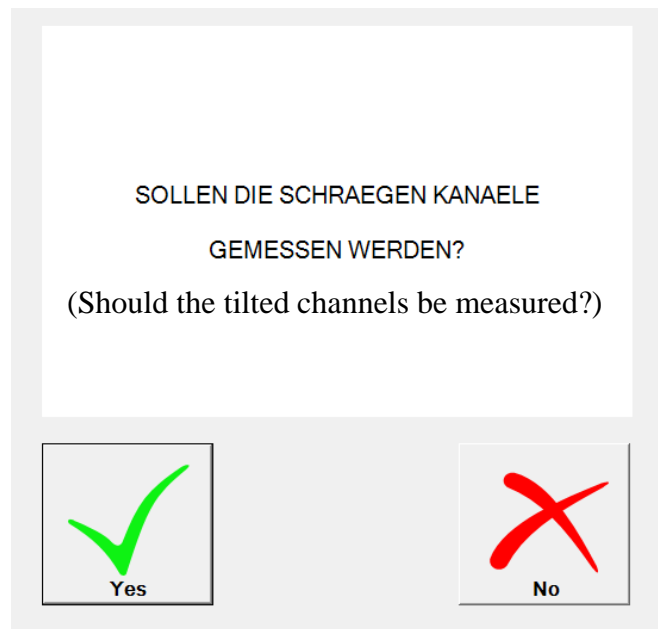 SOLLEN DIE SCHRAEGEN KANAELE
GEMESSEN WERDEN?
(Should the tilted channels be measured?)
Yes
No